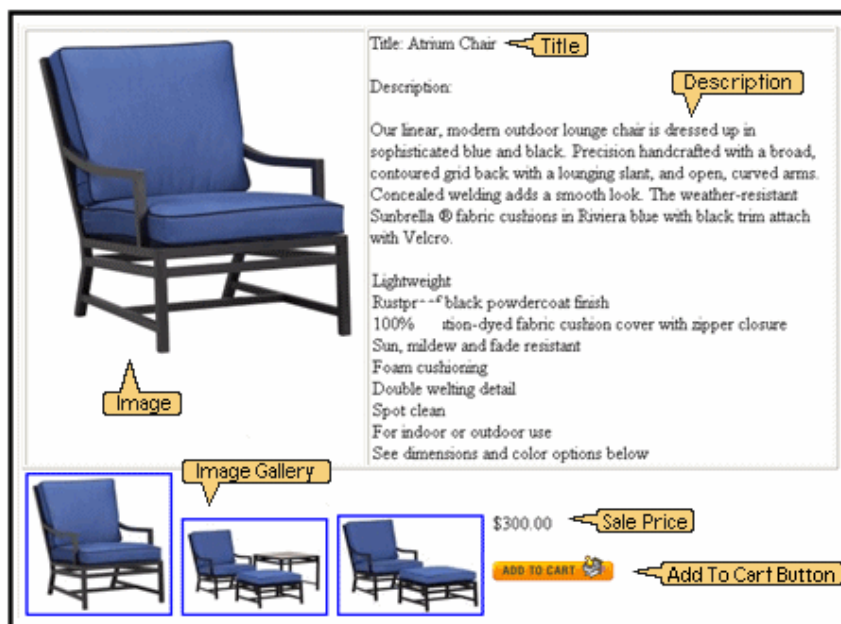 Title: Atrium Chair
Title
Description:
Description
Our linear, modern outdoor lounge chair is dressed up in
sophisticated blue and black. Precision handcrafted with a broad,
contoured grid back with a lounging slant, and open, curved arms.
Concealed welding adds a smooth look. The weather-resistant
Sunbrella ® fabric cushions in Riviera blue with black trim attach
with Velcro.
Lightweight
black powdercoat finish
100% tion-dyed fabric cushion cover with zipper closure
Sun, mildew and fade resistant
Foam cushioning
Double welting detail
Spot clean
For indoor or outdoor use
See dimensions and color options below
Image
Image Gallery
$300.00
Sale Price
ADD TO CART
Add To Cart Button